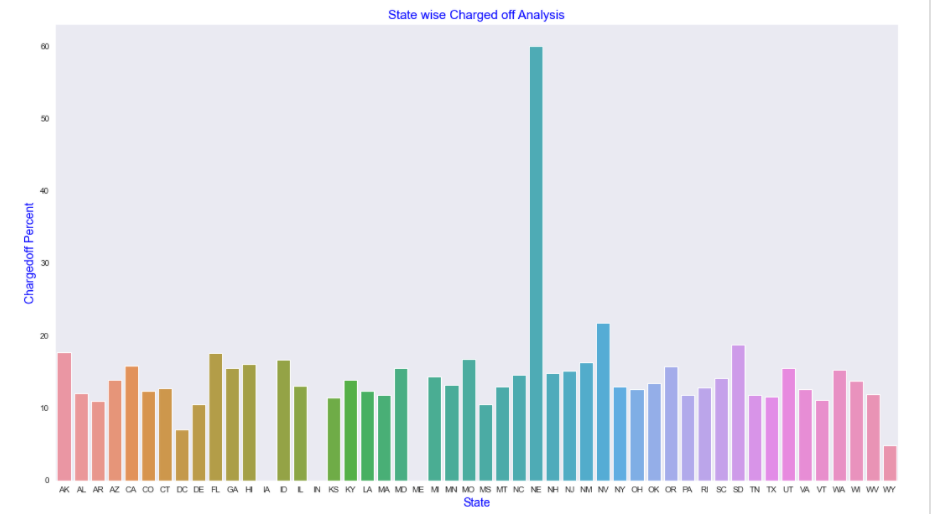 State wise Charged off Analysis
60
50
40
30
20
10
0
Chargedoff Percent
AK AL AR AZ CA CO CT DC DE FL GA HI IA ID IL IN KS KY LA MA MD ME MI MN MO MS MT NC NE NH NJ NM NV NY OH OK OR PA RI SC SD TN TX UT VA VT WA WI WV WY
State